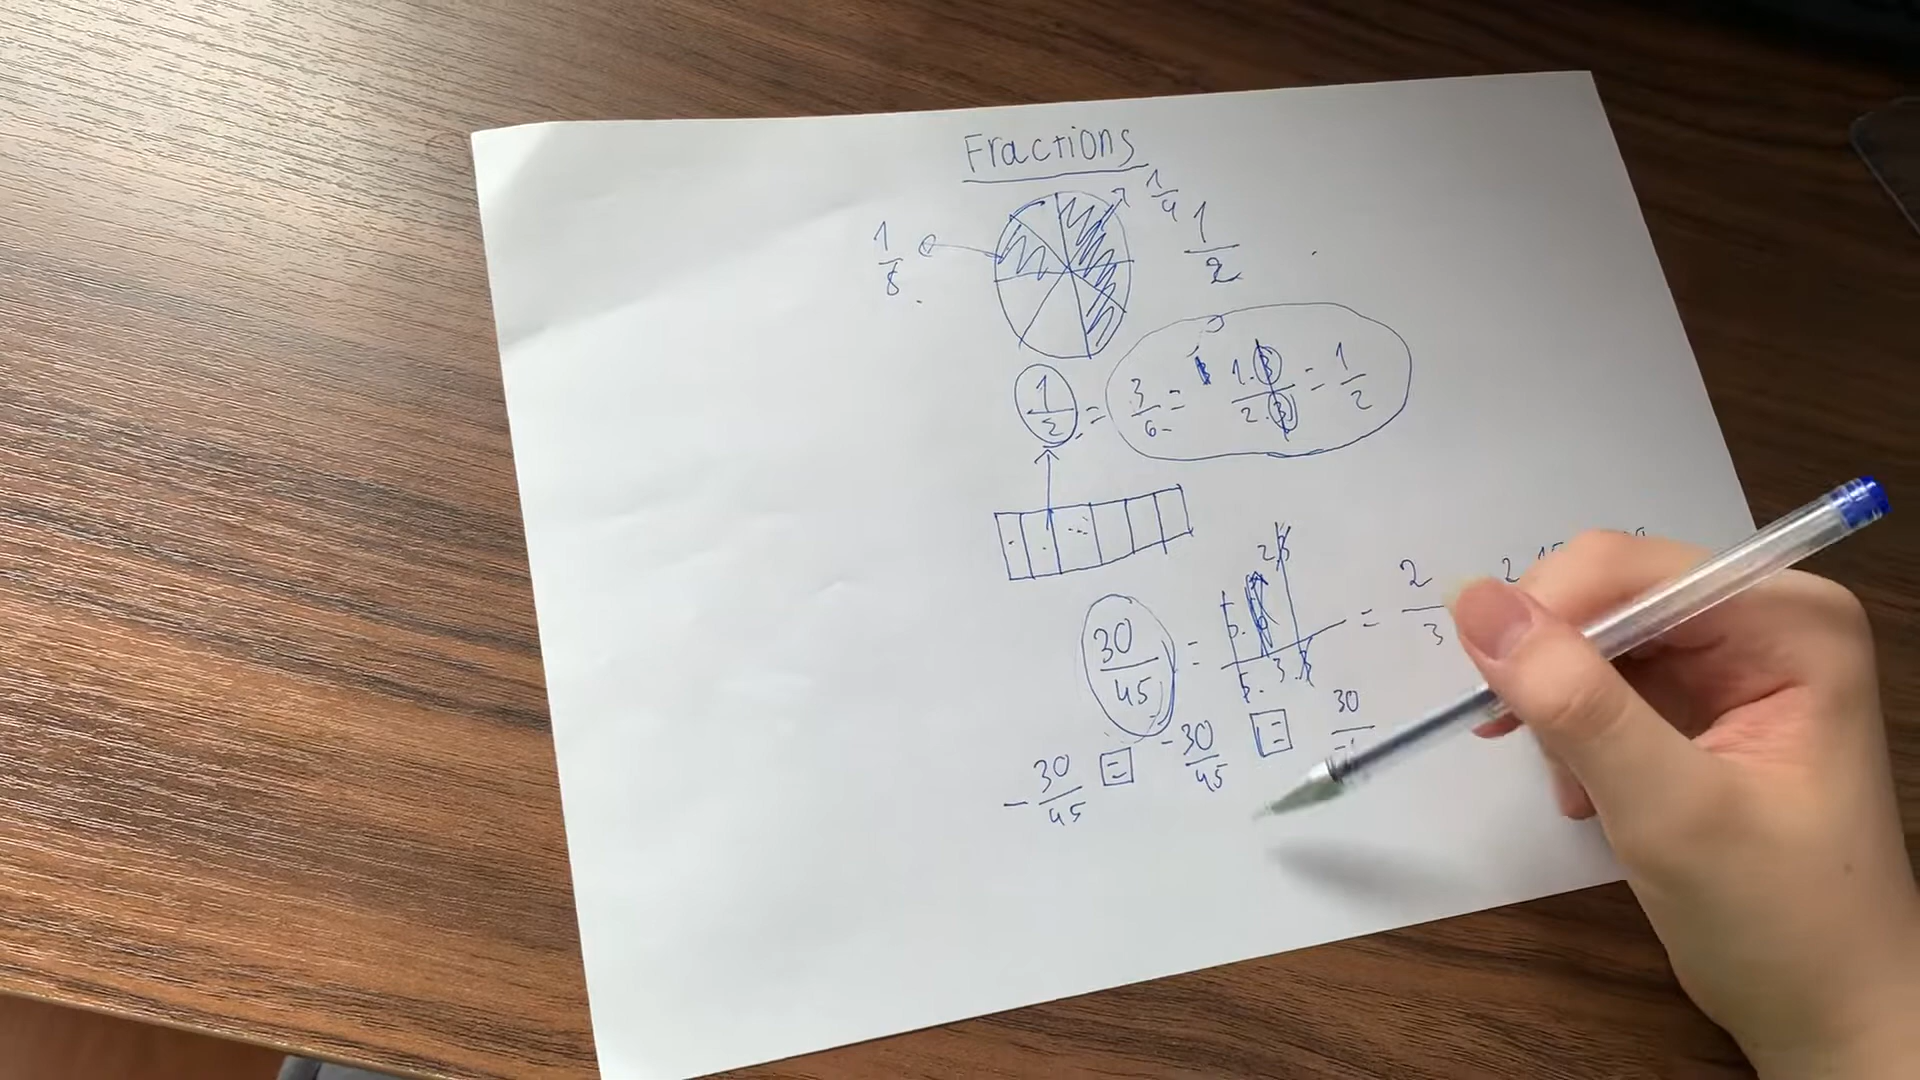 Fractions
1/4
1/8
1/2
1/2 = 3/6 = 1.3/2.3 = 1/2
30/45 = 5.2.3/5.3.3 = 2/3
-30/45 = -30/45 = 30